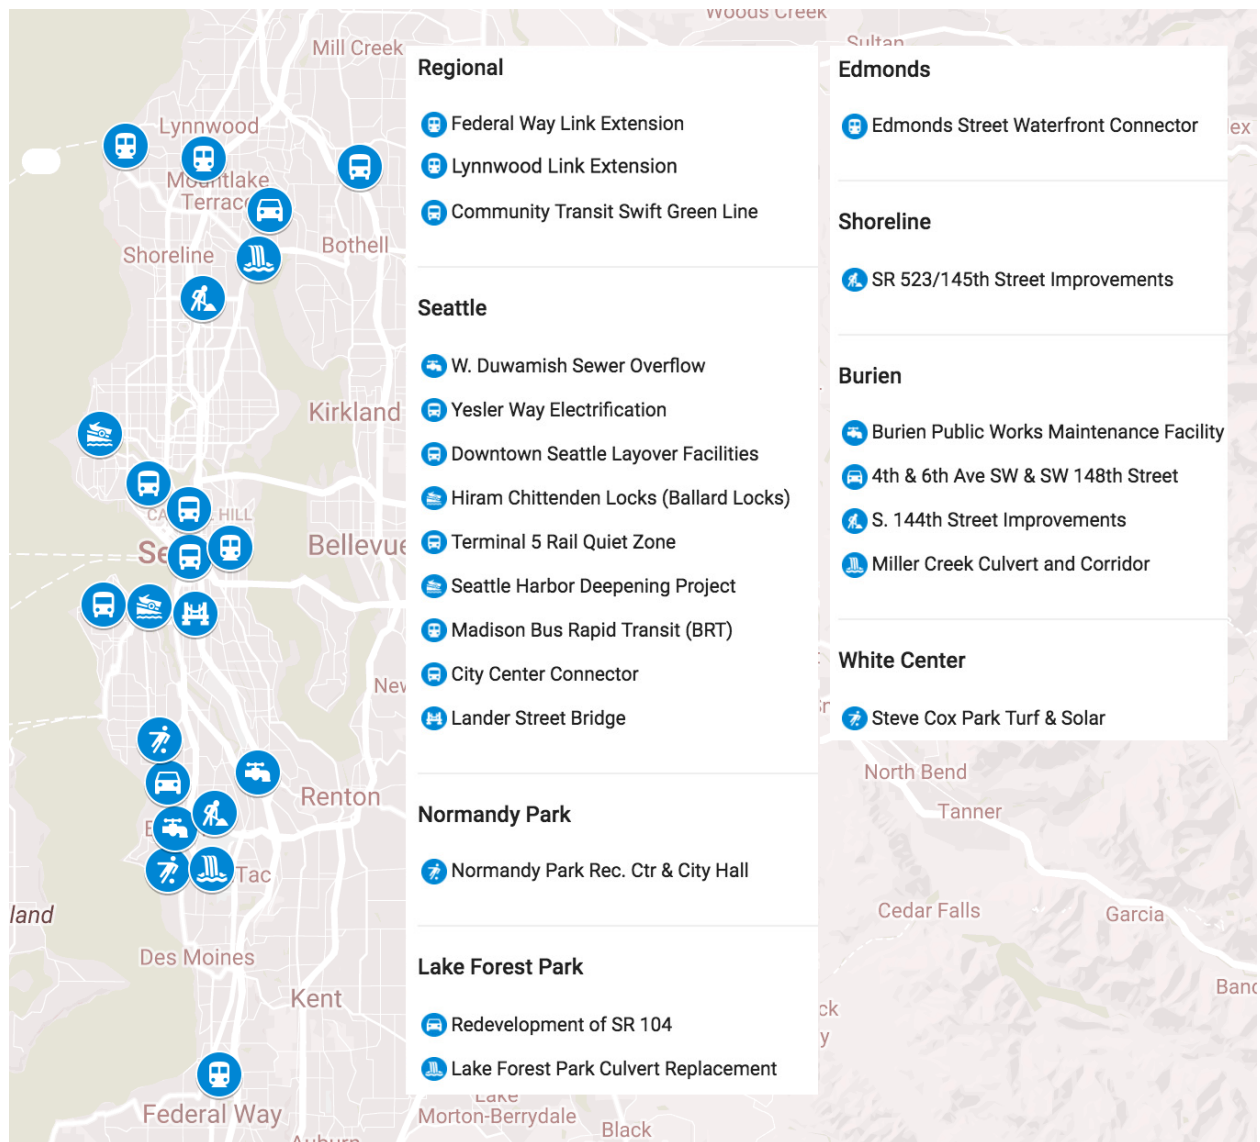 Woods Creek
Mill Creek
Sultan
Regional
Federal Way Link Extension
Lynnwood Link Extension
Community Transit Swift Green Line
Seattle
W. Duwamish Sewer Overflow
Yesler Way Electrification
Downtown Seattle Layover Facilities
Hiram Chittenden Locks (Ballard Locks)
Terminal 5 Rail Quiet Zone
Seattle Harbor Deepening Project
Madison Bus Rapid Transit (BRT)
City Center Connector
Lander Street Bridge
Normandy Park
Normandy Park Rec. Ctr & City Hall
Lake Forest Park
Redevelopment of SR 104
Lake Forest Park Culvert Replacement
Edmonds
Edmonds Street Waterfront Connector
Shoreline
SR 523/145th Street Improvements
Burien
Burien Public Works Maintenance Facility
4th & 6th Ave SW & SW 148th Street
S. 144th Street Improvements
Miller Creek Culvert and Corridor
White Center
Steve Cox Park Turf & Solar
Lynnwood
Mountlake
Terrace
Shoreline
Bothell
Kirkland
HILL
Bellevue
Renton
Tac
land
Des Moines
Kent
Federal Way
Auburn
Lake
Morton-Berrydale
Black
North Bend
Tanner
Cedar Falls
Garcia